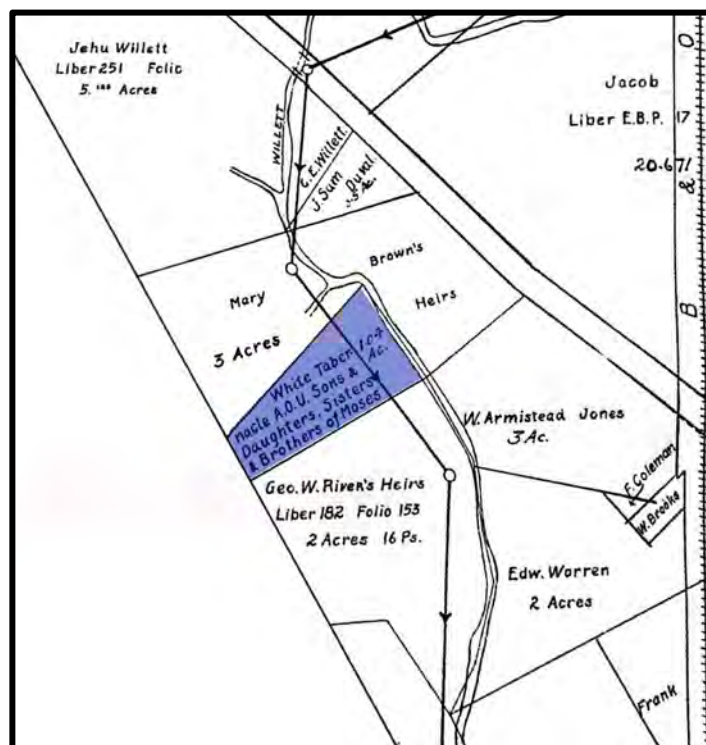 Jehu Willett
Liber 251 Folio
5.100 Acres
Jacob
Liber E.B.P. 17
20.671
O
&
B
WILLETT
C.E. Willett.
J. Sam
Duval.
Brown's
Heirs
Mary
3 Acres
White Taber. 1.04
nacle A.O.U. Sons & Ac.
Daughters, Sisters
& Brothers of Moses
W. Armistead Jones
3 Ac.
F. Coleman
W. Brooks
Geo. W. Riven's Heirs
Liber 182 Folio 153
2 Acres 16 Ps.
Edw. Warren
2 Acres
Frank